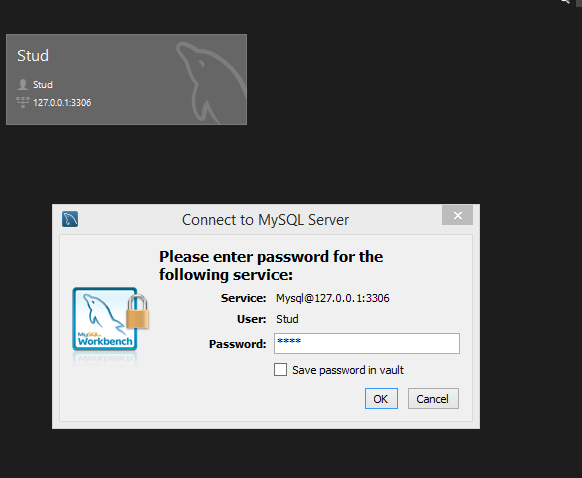 Stud
Stud
127.0.0.1:3306
Connect to MySQL Server
Please enter password for the
following service:
Service: Mysql@127.0.0.1:3306
User: Stud
Password: ****
MySQL
Workbench
Save password in vault
OK Cancel